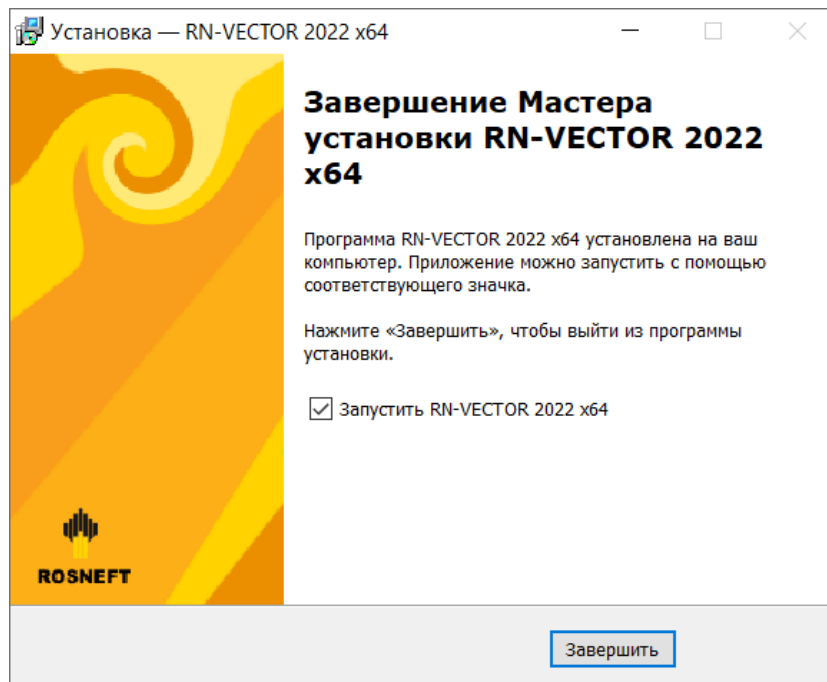 Установка — RN-VECTOR 2022 x64
Завершение Мастера
установки RN-VECTOR 2022
x64
Программа RN-VECTOR 2022 x64 установлена на ваш
компьютер. Приложение можно запустить с помощью
соответствующего значка.
Нажмите «Завершить», чтобы выйти из программы
установки.
Запустить RN-VECTOR 2022 x64
ROSNEFT
Завершить